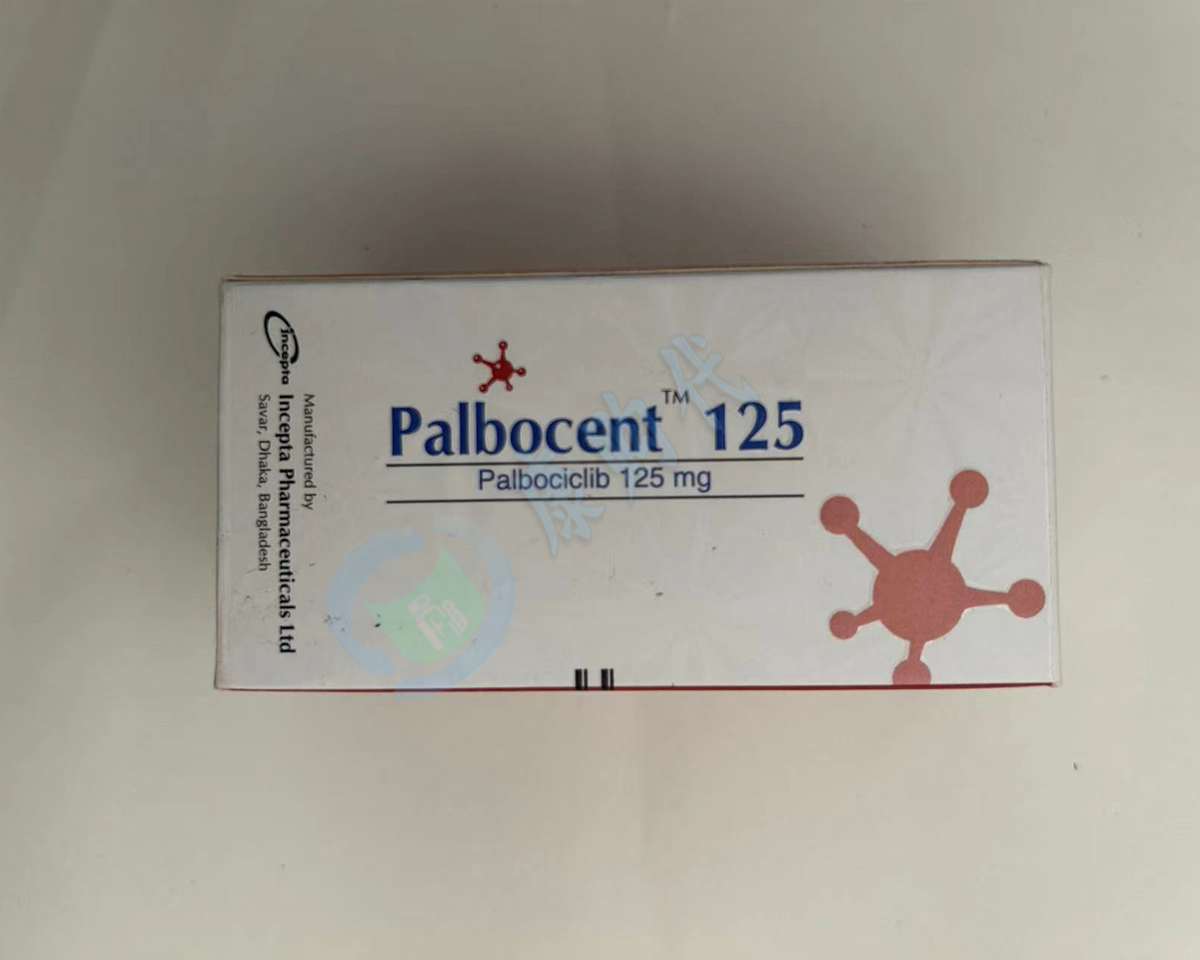 Palbocent™ 125
Palbociclib 125 mg
Manufactured by
Incepta Incepta Pharmaceuticals Ltd
Savar, Dhaka, Bangladesh